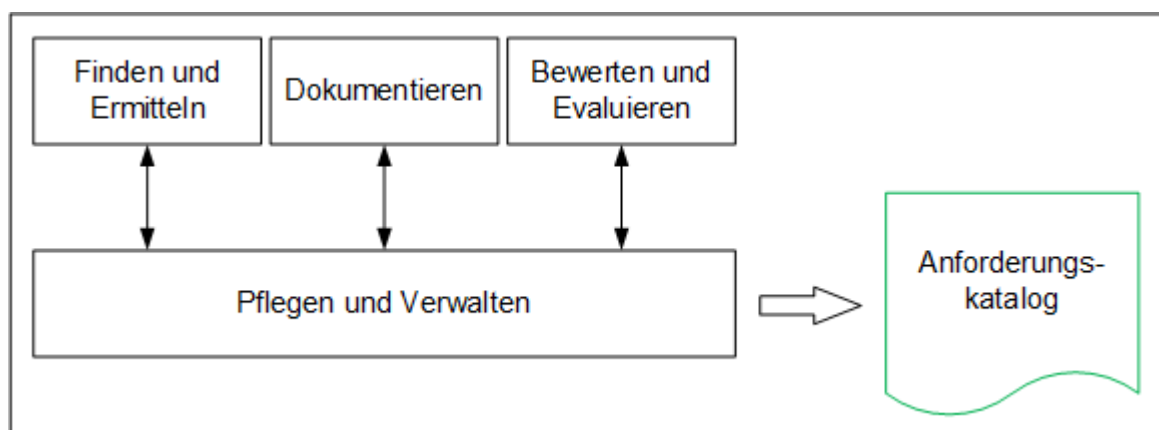 Finden und
Ermitteln
Dokumentieren
Bewerten und
Evaluieren
Pflegen und Verwalten
Anforderungs-
katalog